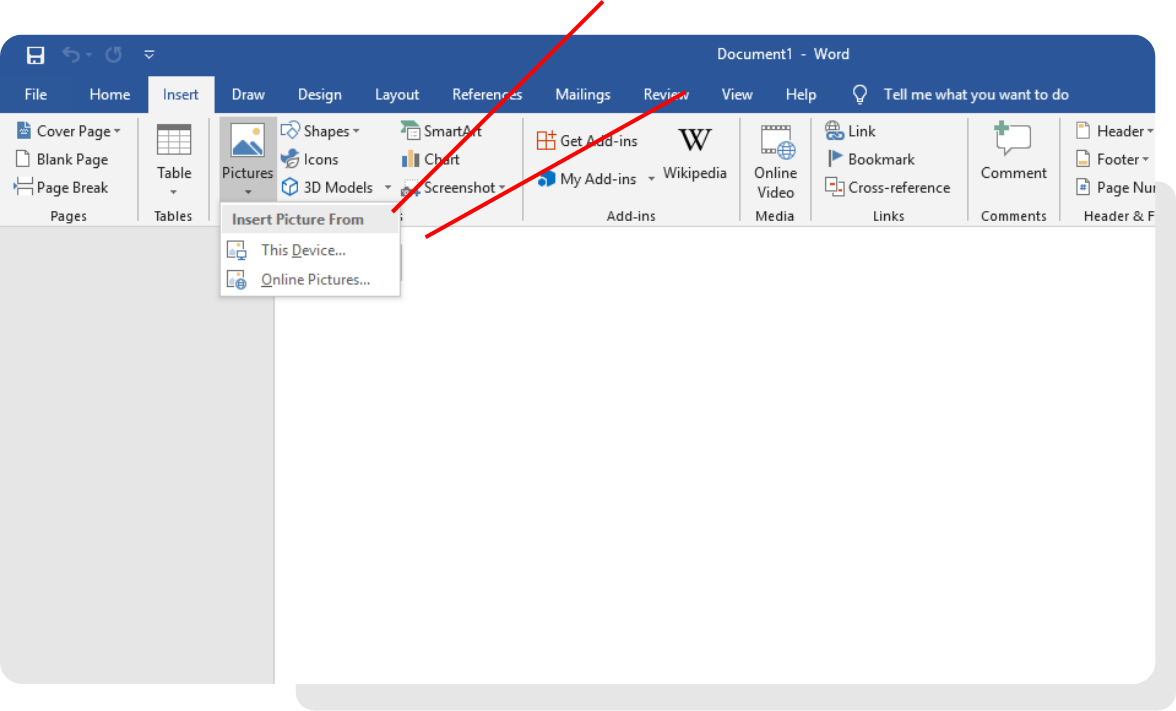 Document1 - Word
File Home Insert Draw Design Layout References Mailings Review View Help Tell me what you want to do
Cover Page Shapes SmartArt Get Add-ins W Link Header
Blank Page Icons Chart Bookmark Footer
Page Break Table Pictures 3D Models Screenshot My Add-ins Wikipedia Online Video Cross-reference Comment Page
Pages Tables Add-ins Media Links Comments Header &
Insert Picture From
This Device...
Online Pictures...